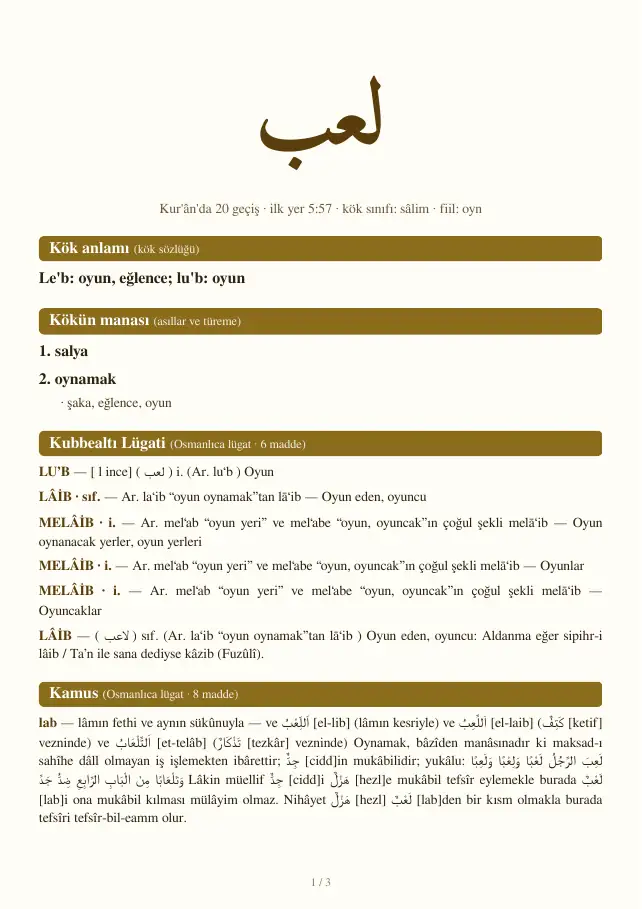 لعب
Kur'ân'da 20 geçiş · ilk yer 5:57 · kök sınıfı: sâlim · fiil: oyn
Kök anlamı (kök sözlüğü)
Le'b: oyun, eğlence; lu'b: oyun
Kökün manası (asıllar ve türeme)
1. salya
2. oynamak
· şaka, eğlence, oyun
Kubbealtı Lügati (Osmanlıca lügat · 6 madde)
LU’B — [ l ince] ( لعب ) i. (Ar. lu‘b ) Oyun
LÂİB · sıf. — Ar. la‘ib “oyun oynamak”tan lā‘ib — Oyun eden, oyuncu
MELÂİB · i. — Ar. mel‘ab “oyun yeri” ve mel‘abe “oyun, oyuncak”ın çoğul şekli melā‘ib — Oyun
oynanacak yerler, oyun yerleri
MELÂİB · i. — Ar. mel‘ab “oyun yeri” ve mel‘abe “oyun, oyuncak”ın çoğul şekli melā‘ib — Oyunlar
MELÂİB · i. — Ar. mel‘ab “oyun yeri” ve mel‘abe “oyun, oyuncak”ın çoğul şekli melā‘ib —
Oyuncaklar
LÂİB — ( لاعب ) sıf. (Ar. la‘ib “oyun oynamak”tan lā‘ib ) Oyun eden, oyuncu: Aldanma eğer sipihr-i
lâib / Ta’n ile sana dediyse kâzib (Fuzûlî).
Kamus (Osmanlıca lügat · 8 madde)
lab — lâmın fethi ve aynın sükûnuyla — ve اَللِّعْبُ [el-lib] (lâmın kesriyle) ve اَللَّعِبُ [el-laib] (كَتِفٌ [ketif]
vezninde) ve اَلتَّلْعَابُ [et-telâb] (تَذْكَارٌ [tezkâr] vezninde) Oynamak, bâzîden manâsınadır ki maksad-ı
sahîhe dâll olmayan iş işlemekten ibârettir; جِدٌّ [cidd]in mukâbilidir; yukâlu: لَعِبَ الرَّجُلُ لَعْبًا وَلِعْبًا وَلَعِبًا
وَتَلْعَابًا مِنَ الْبَابِ الرَّابِعِ ضِدُّ جَدَّ Lâkin müellif جِدٌّ [cidd]i هَزْلٌ [hezl]e mukâbil tefsîr eylemekle burada لَعْبٌ
[lab]i ona mukâbil kılması mülâyim olmaz. Nihâyet هَزْلٌ [hezl] لَعْبٌ [lab]den bir kısm olmakla burada
tefsîri tefsîr-bil-eamm olur.
1 / 3